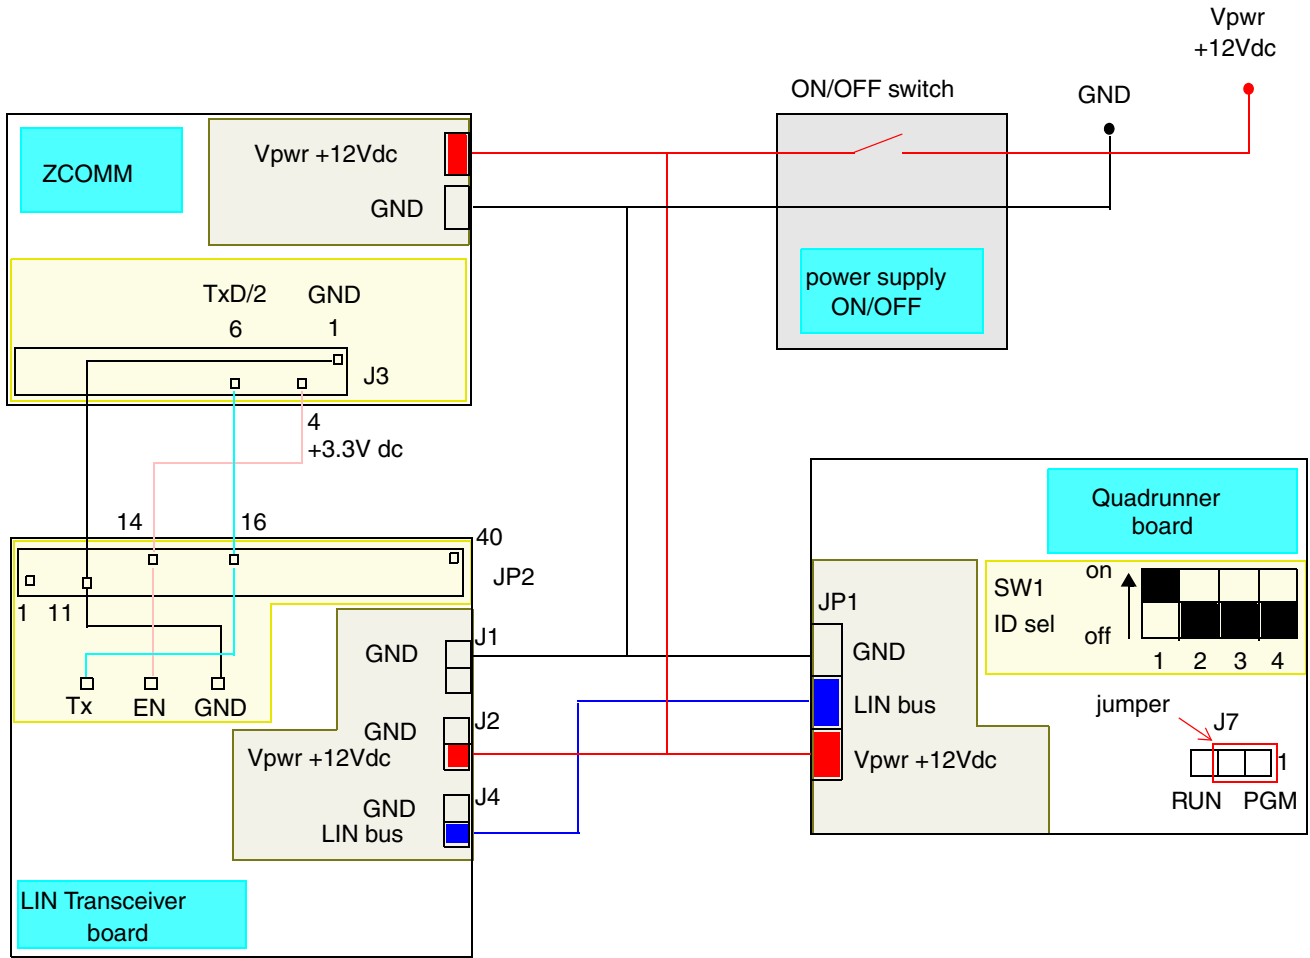 Vpwr
+12Vdc
ON/OFF switch
GND
ZCOMM
Vpwr +12Vdc
GND
power supply
ON/OFF
TxD/2 GND
6 1
J3
4
+3.3V dc
14 16
40
JP2
1 11
Tx EN GND
J1
GND
J2
GND
Vpwr +12Vdc
J4
GND
LIN bus
LIN Transceiver
board
Quadrunner
board
JP1
GND
LIN bus
Vpwr +12Vdc
SW1
ID sel
on
off
1 2 3 4
jumper
J7
1
RUN PGM